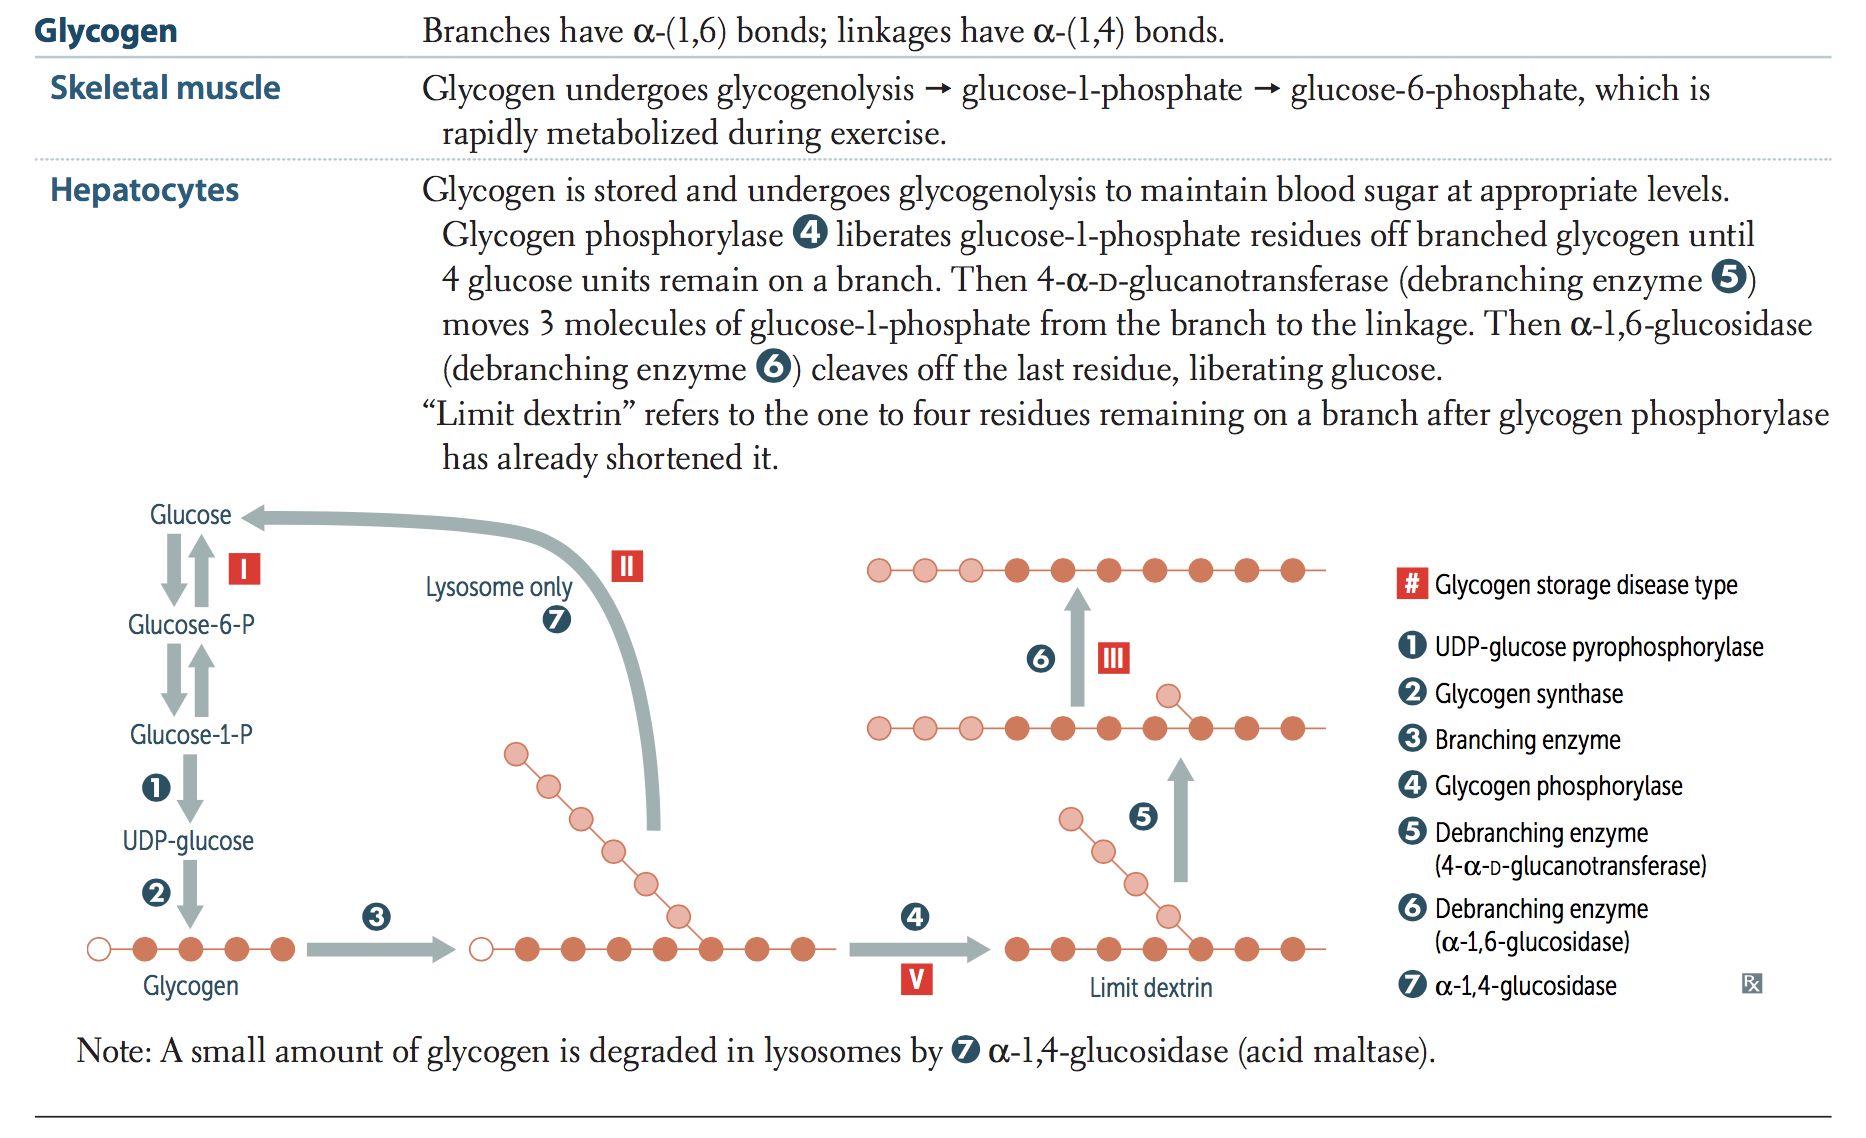 Glycogen
Branches have α-(1,6) bonds; linkages have α-(1,4) bonds.
Skeletal muscle
Glycogen undergoes glycogenolysis → glucose-1-phosphate → glucose-6-phosphate, which is
rapidly metabolized during exercise.
Hepatocytes
Glycogen is stored and undergoes glycogenolysis to maintain blood sugar at appropriate levels.
Glycogen phosphorylase 4 liberates glucose-1-phosphate residues off branched glycogen until
4 glucose units remain on a branch. Then 4-α-D-glucanotransferase (debranching enzyme 5)
moves 3 molecules of glucose-1-phosphate from the branch to the linkage. Then α-1,6-glucosidase
(debranching enzyme 6) cleaves off the last residue, liberating glucose.
“Limit dextrin” refers to the one to four residues remaining on a branch after glycogen phosphorylase
has already shortened it.
Glucose
I
Glucose-6-P
Glucose-1-P
1
UDP-glucose
2
Glycogen
3
Lysosome only
7
II
4
V
Limit dextrin
5
6
III
# Glycogen storage disease type
1 UDP-glucose pyrophosphorylase
2 Glycogen synthase
3 Branching enzyme
4 Glycogen phosphorylase
5 Debranching enzyme
(4-α-D-glucanotransferase)
6 Debranching enzyme
(α-1,6-glucosidase)
7 α-1,4-glucosidase
Rx
Note: A small amount of glycogen is degraded in lysosomes by 7 α-1,4-glucosidase (acid maltase).